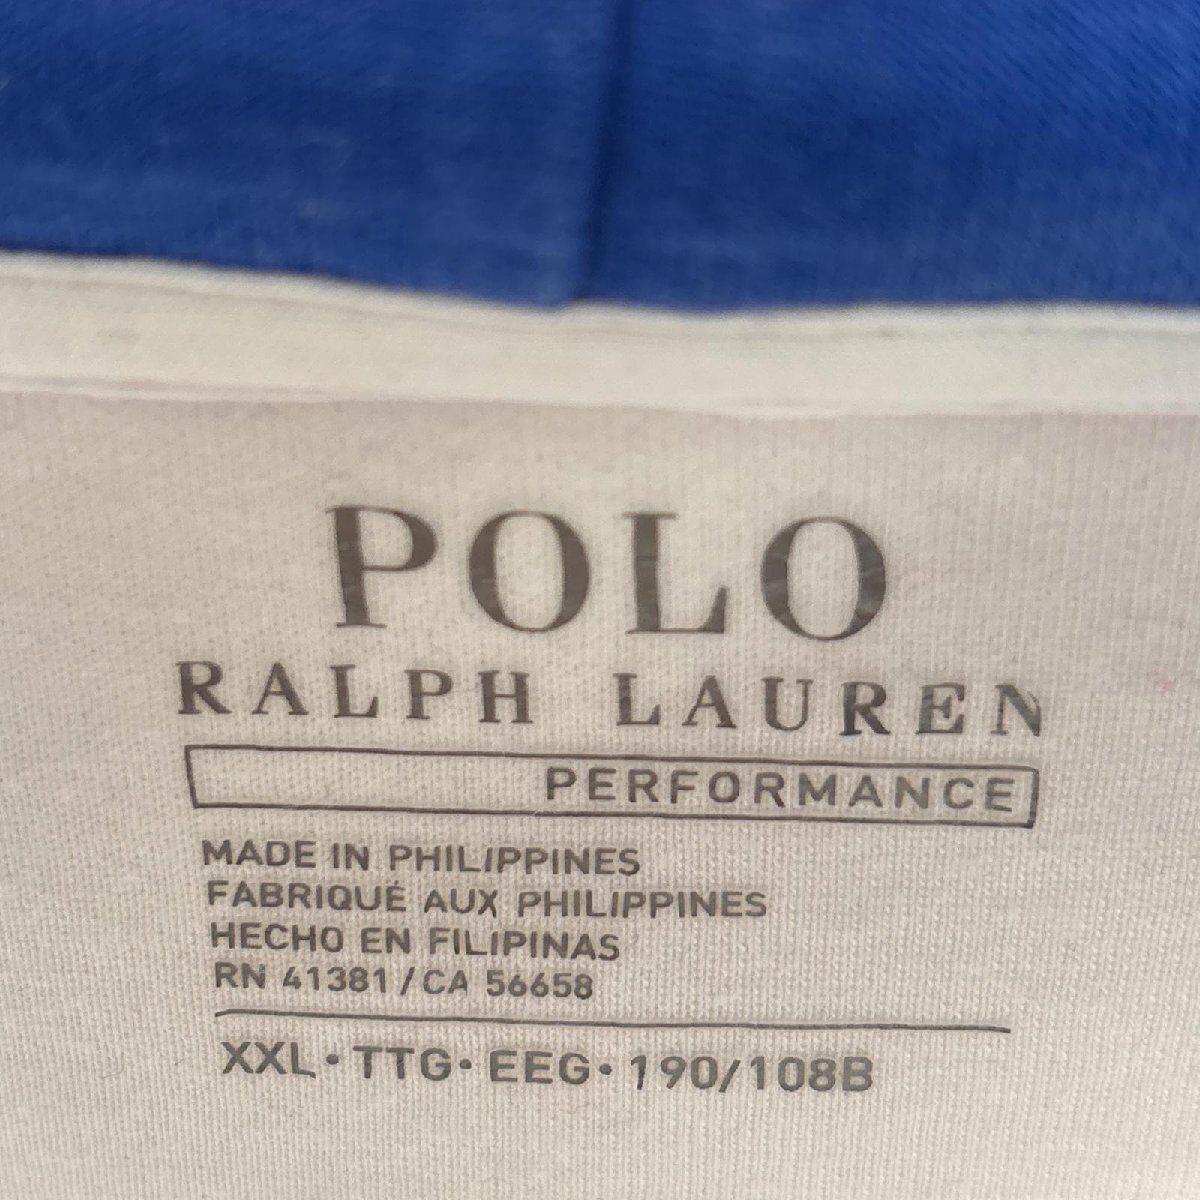 POLO
RALPH LAUREN
PERFORMANCE
MADE IN PHILIPPINES
FABRIQUÉ AUX PHILIPPINES
HECHO EN FILIPINAS
RN 41381/CA 56658
XXL·TTG·EEG·190/108B